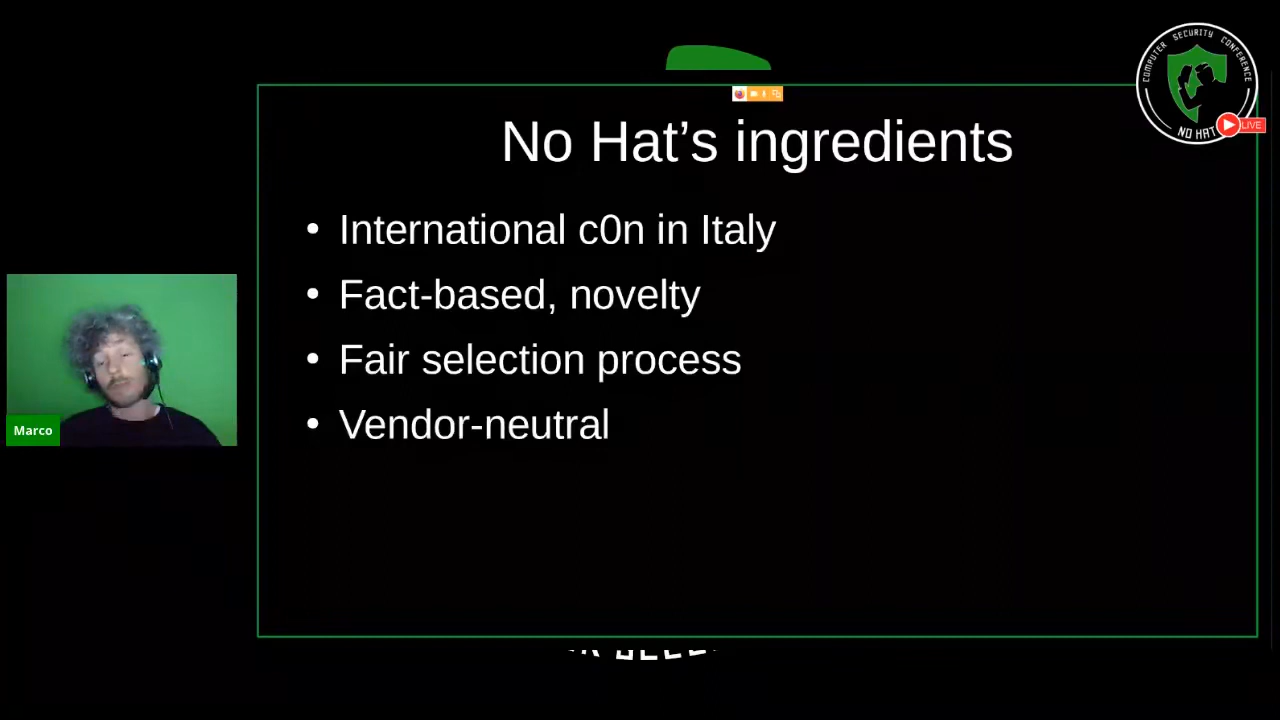 COMPUTER SECURITY CONFERENCE
NO HAT
LIVE
No Hat's ingredients
• International c0n in Italy
• Fact-based, novelty
• Fair selection process
• Vendor-neutral
Marco